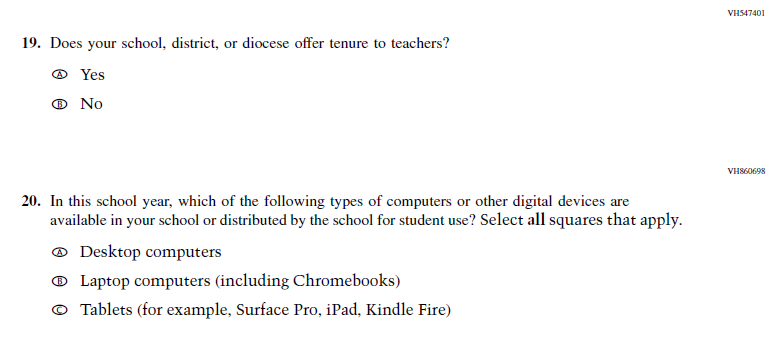 VH547401
19. Does your school, district, or diocese offer tenure to teachers?
A Yes
B No
VH860698
20. In this school year, which of the following types of computers or other digital devices are
available in your school or distributed by the school for student use? Select all squares that apply.
A Desktop computers
B Laptop computers (including Chromebooks)
C Tablets (for example, Surface Pro, iPad, Kindle Fire)